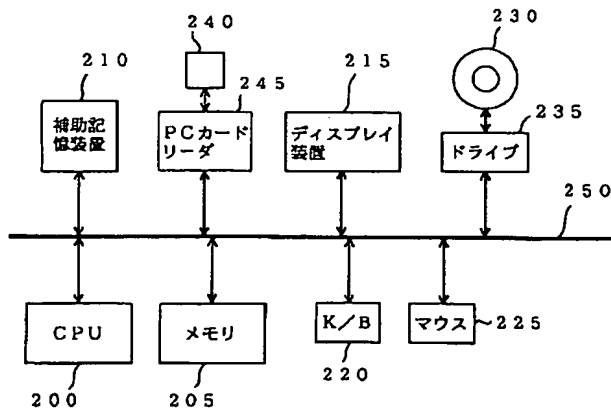 240
230
210
245
215
235
補助記
憶装置
PCカード
リーダ
ディスプレイ
装置
ドライブ
250
CPU
メモリ
K/B
マウス
225
220
200
205